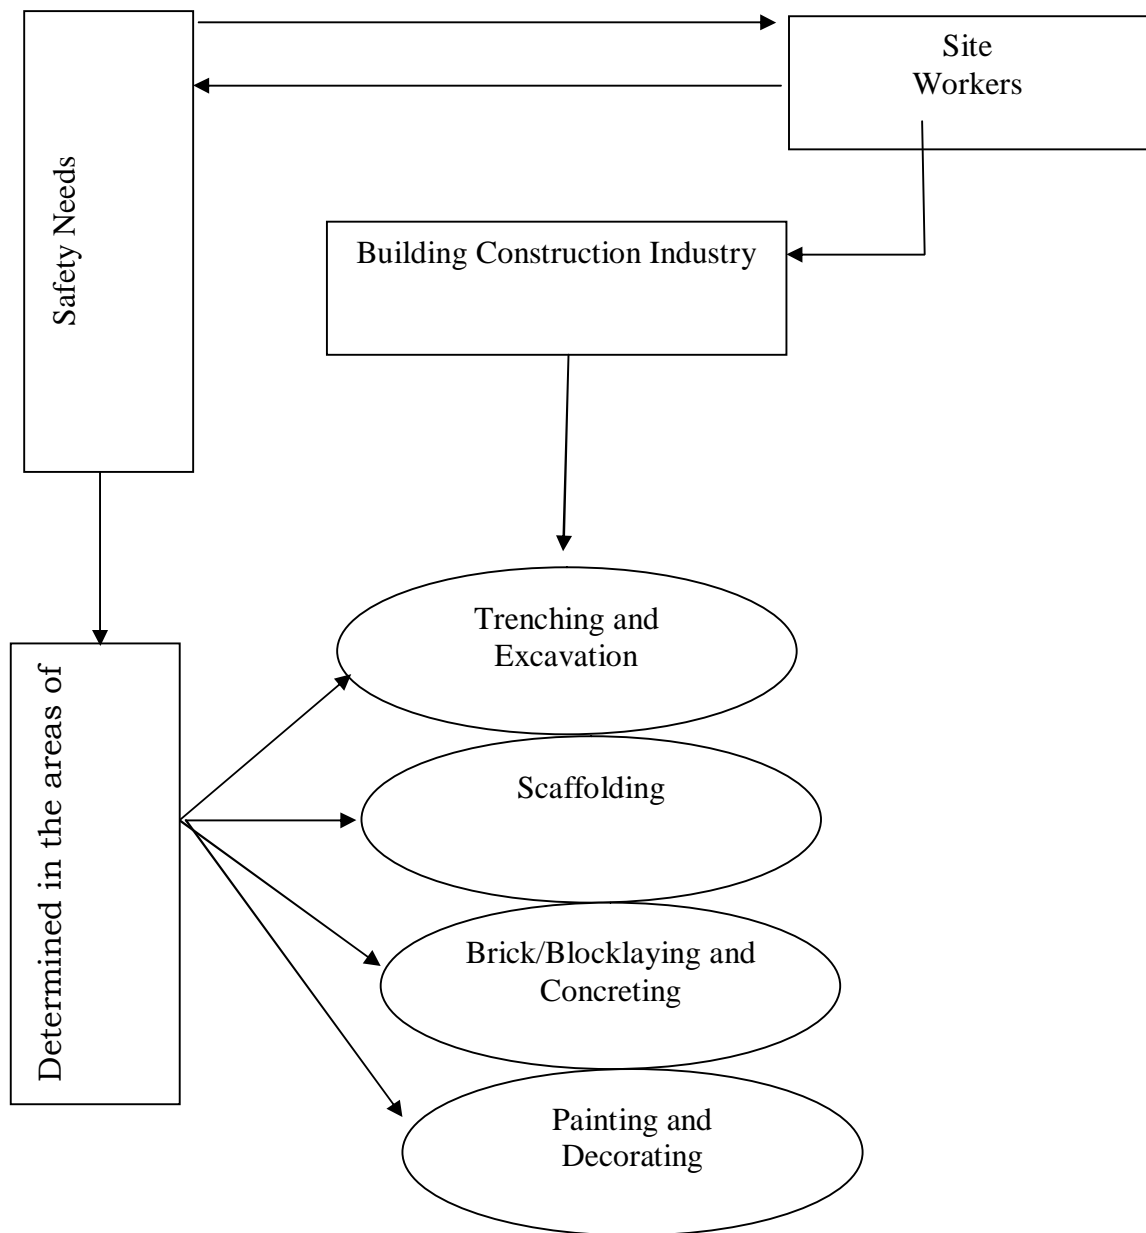 Site
Workers
Safety Needs
Building Construction Industry
Trenching and
Excavation
Determined in the areas of
Scaffolding
Brick/Blocklaying and
Concreting
Painting and
Decorating